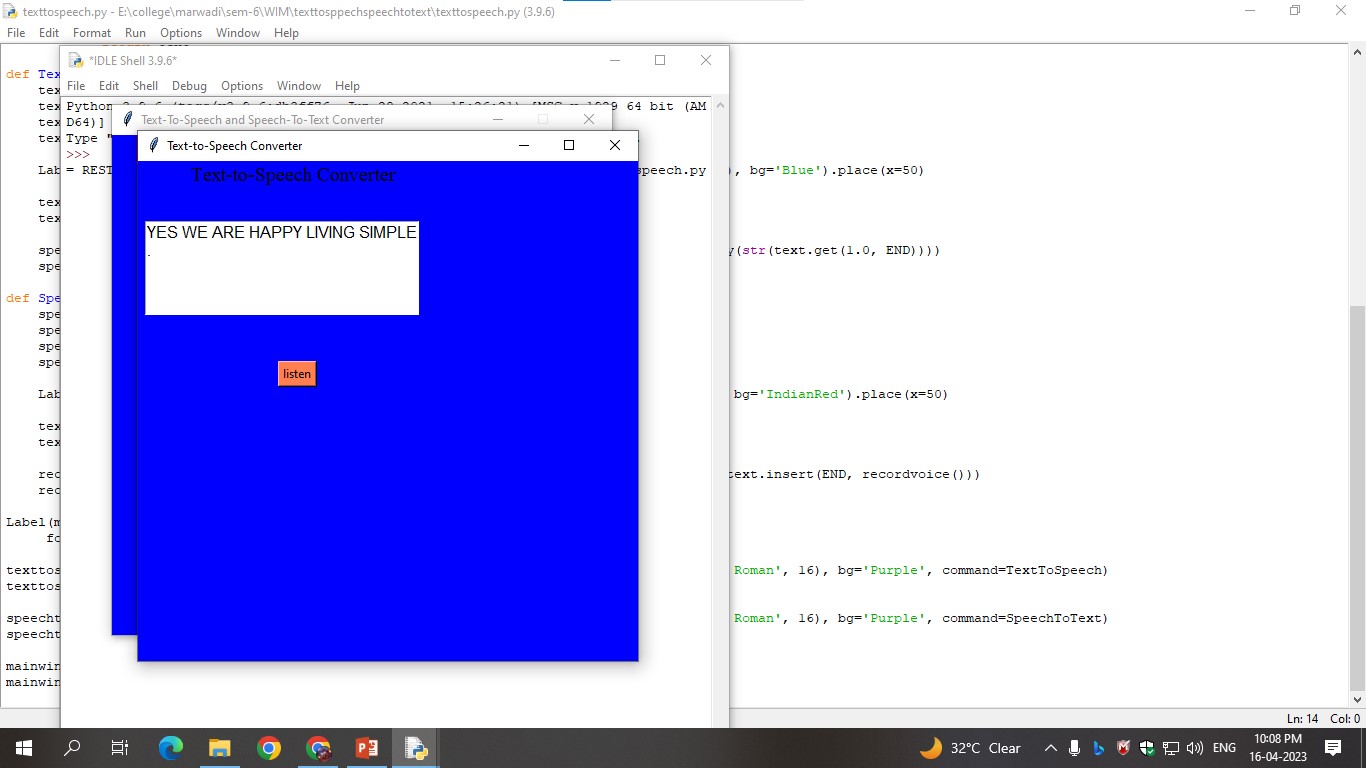 texttospeech.py - E:\college\marwadi\sem-6\WIM\texttosppechspeechtotext\texttospeech.py (3.9.6)
File Edit Format Run Options Window Help
*IDLE Shell 3.9.6*
File Edit Shell Debug Options Window Help
def Tex
tex
tex
tex
tex
Lab
tex
tex
spe
spe
def Spe
spe
spe
spe
spe
Lab
tex
tex
rec
rec
Label(m
fo
texttos
texttos
speecht
speecht
mainwin
mainwin
64 bit (AM
D64)]
Type "
>>>
= REST
speech.py
Text-To-Speech and Speech-To-Text Converter
Text-to-Speech Converter
Text-to-Speech Converter
YES WE ARE HAPPY LIVING SIMPLE
.
listen
), bg='Blue').place(x=50)
y(str(text.get(1.0, END))))
bg='IndianRed').place(x=50)
text.insert(END, recordvoice()))
Roman', 16), bg='Purple', command=TextToSpeech)
Roman', 16), bg='Purple', command=SpeechToText)
Ln: 14 Col: 0
32°C Clear
ENG
10:08 PM
16-04-2023